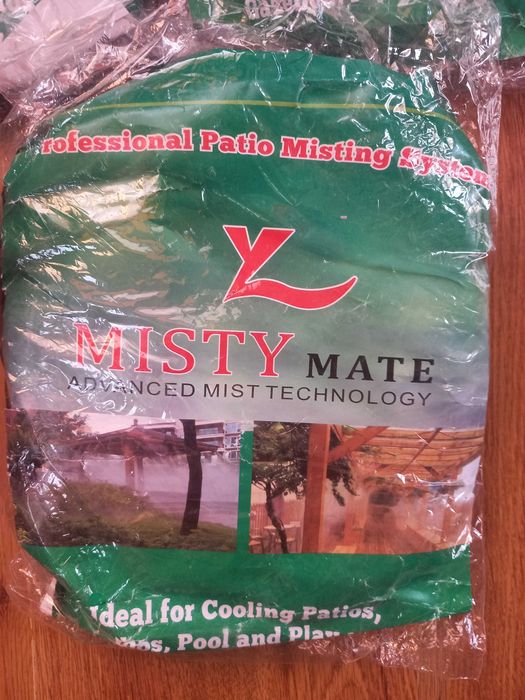 Professional Patio Misting System
Y
MISTY MATE
ADVANCED MIST TECHNOLOGY
Ideal for Cooling Patios,
Pool and Play